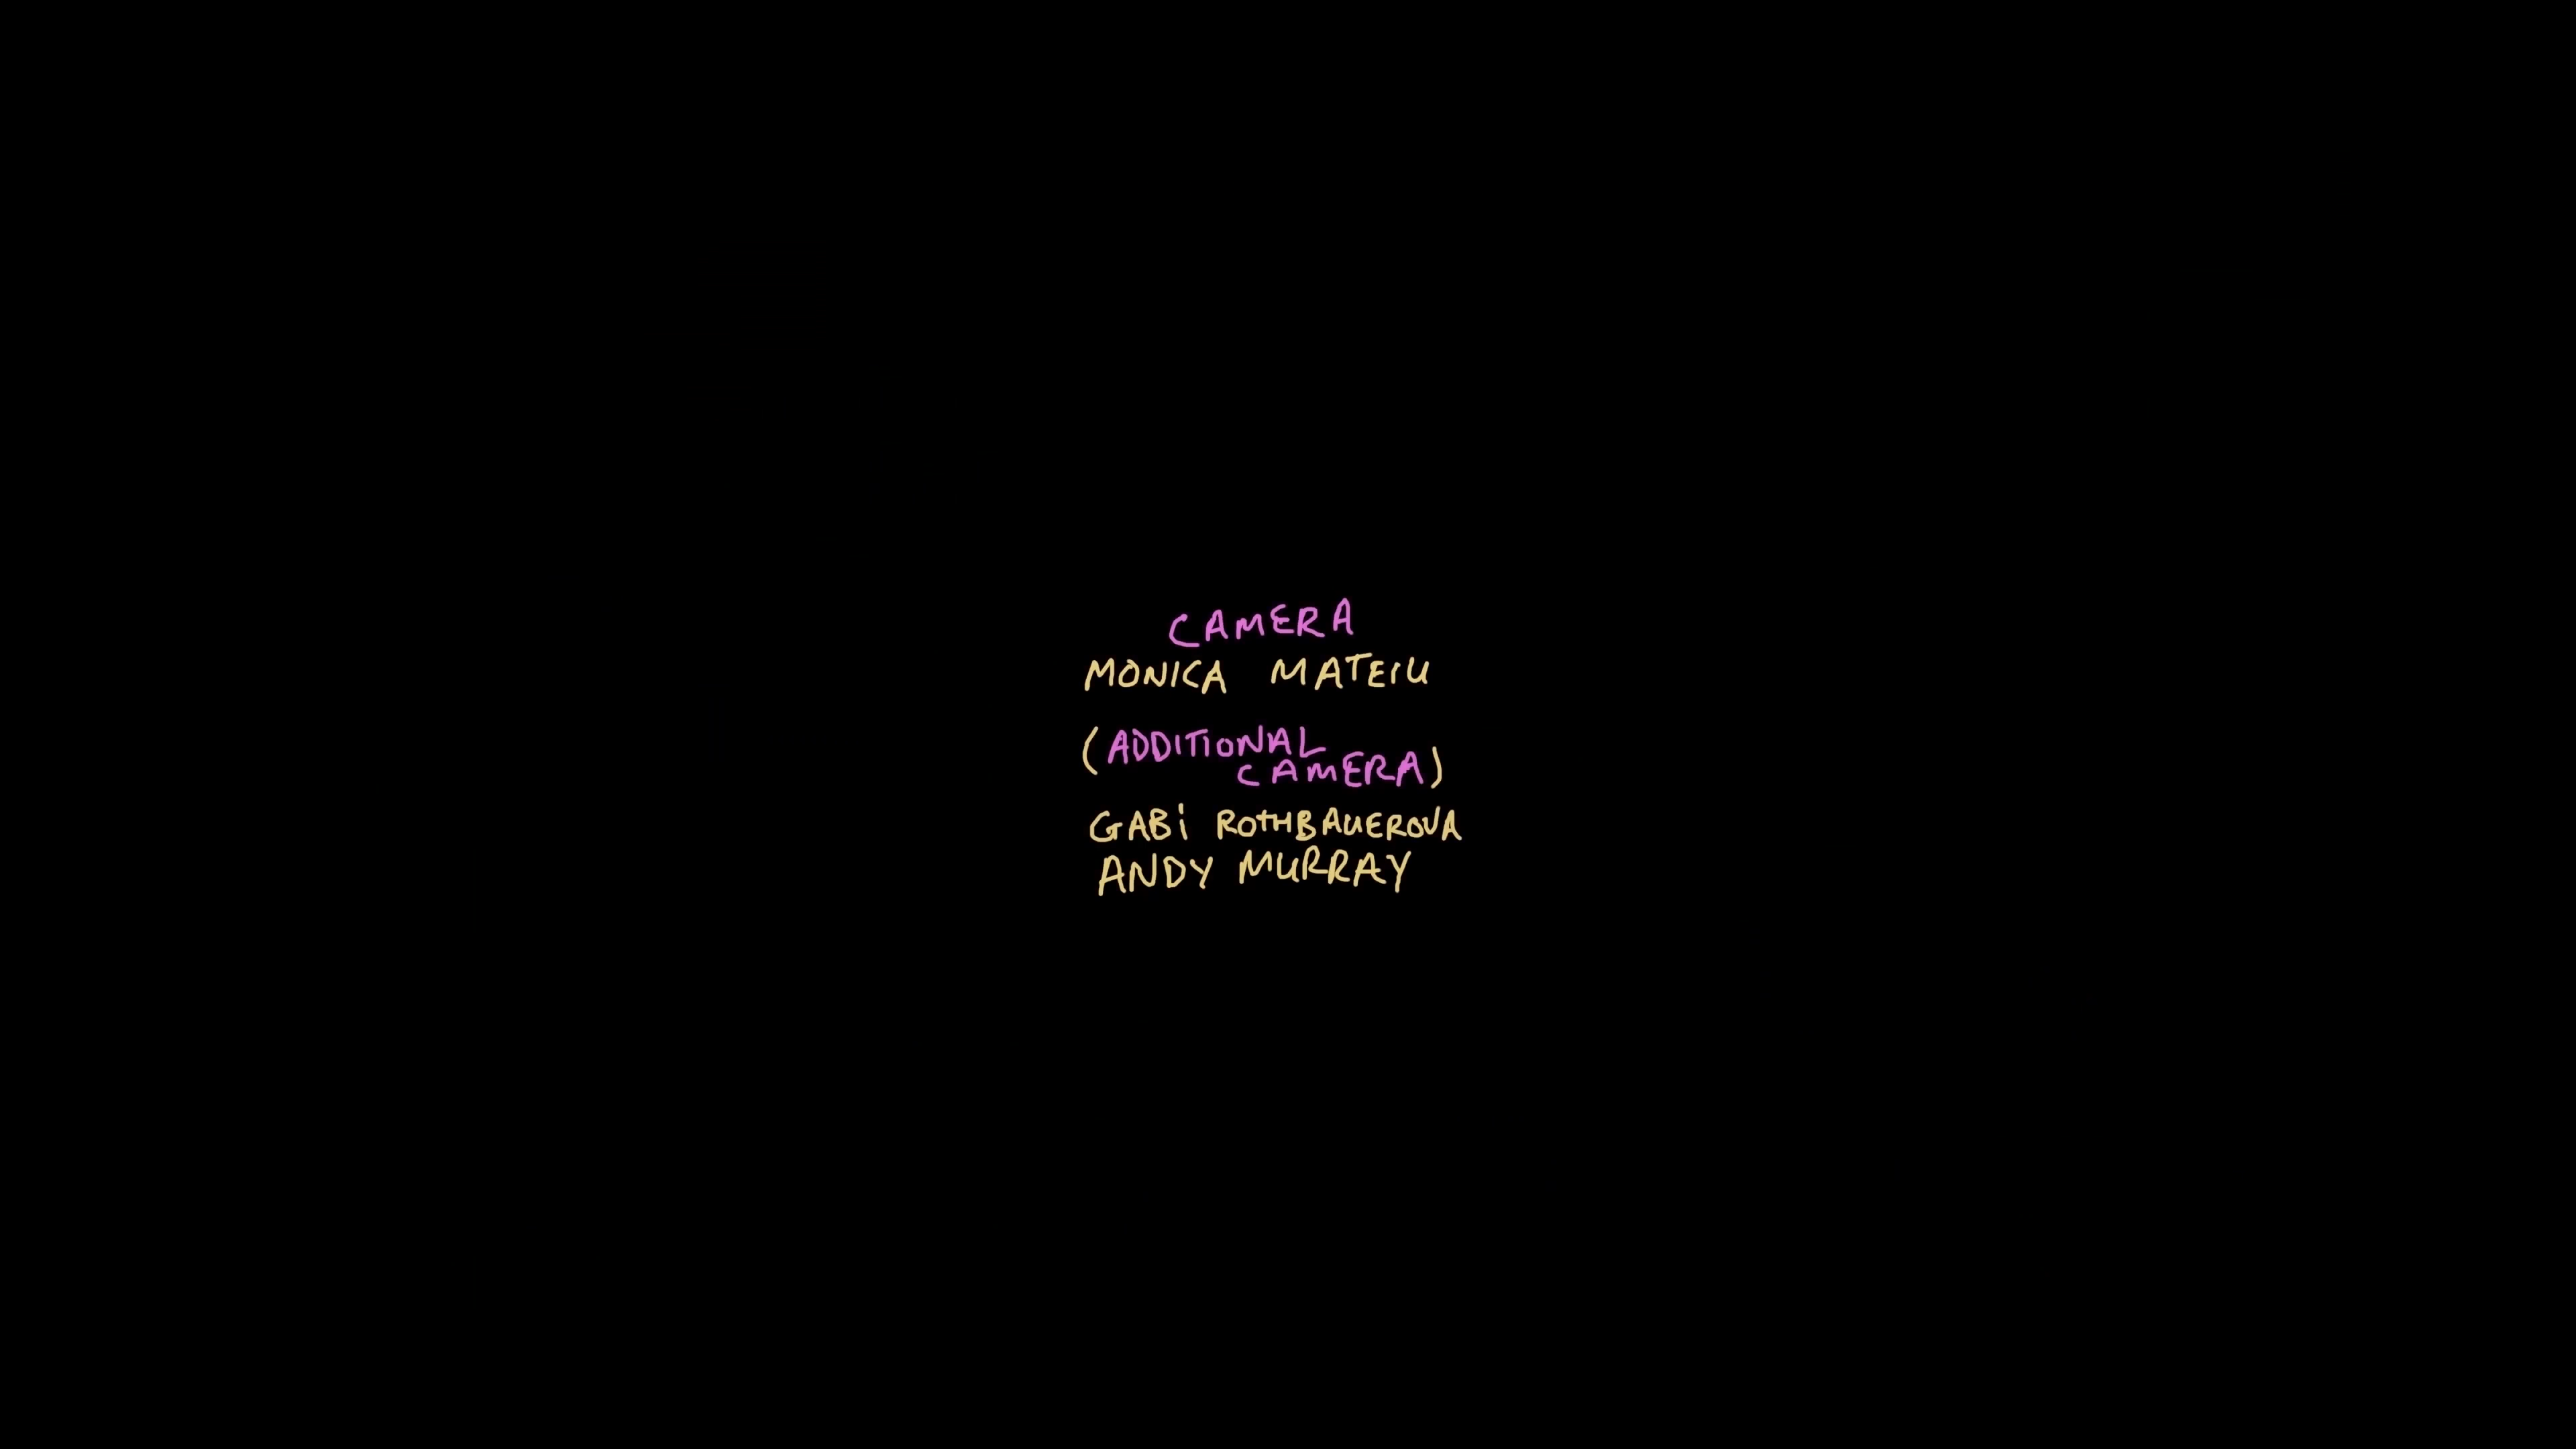 CAMERA
MONICA MATEIU
(ADDITIONAL
CAMERA)
GABi ROTHBAUEROVA
ANDY MURRAY